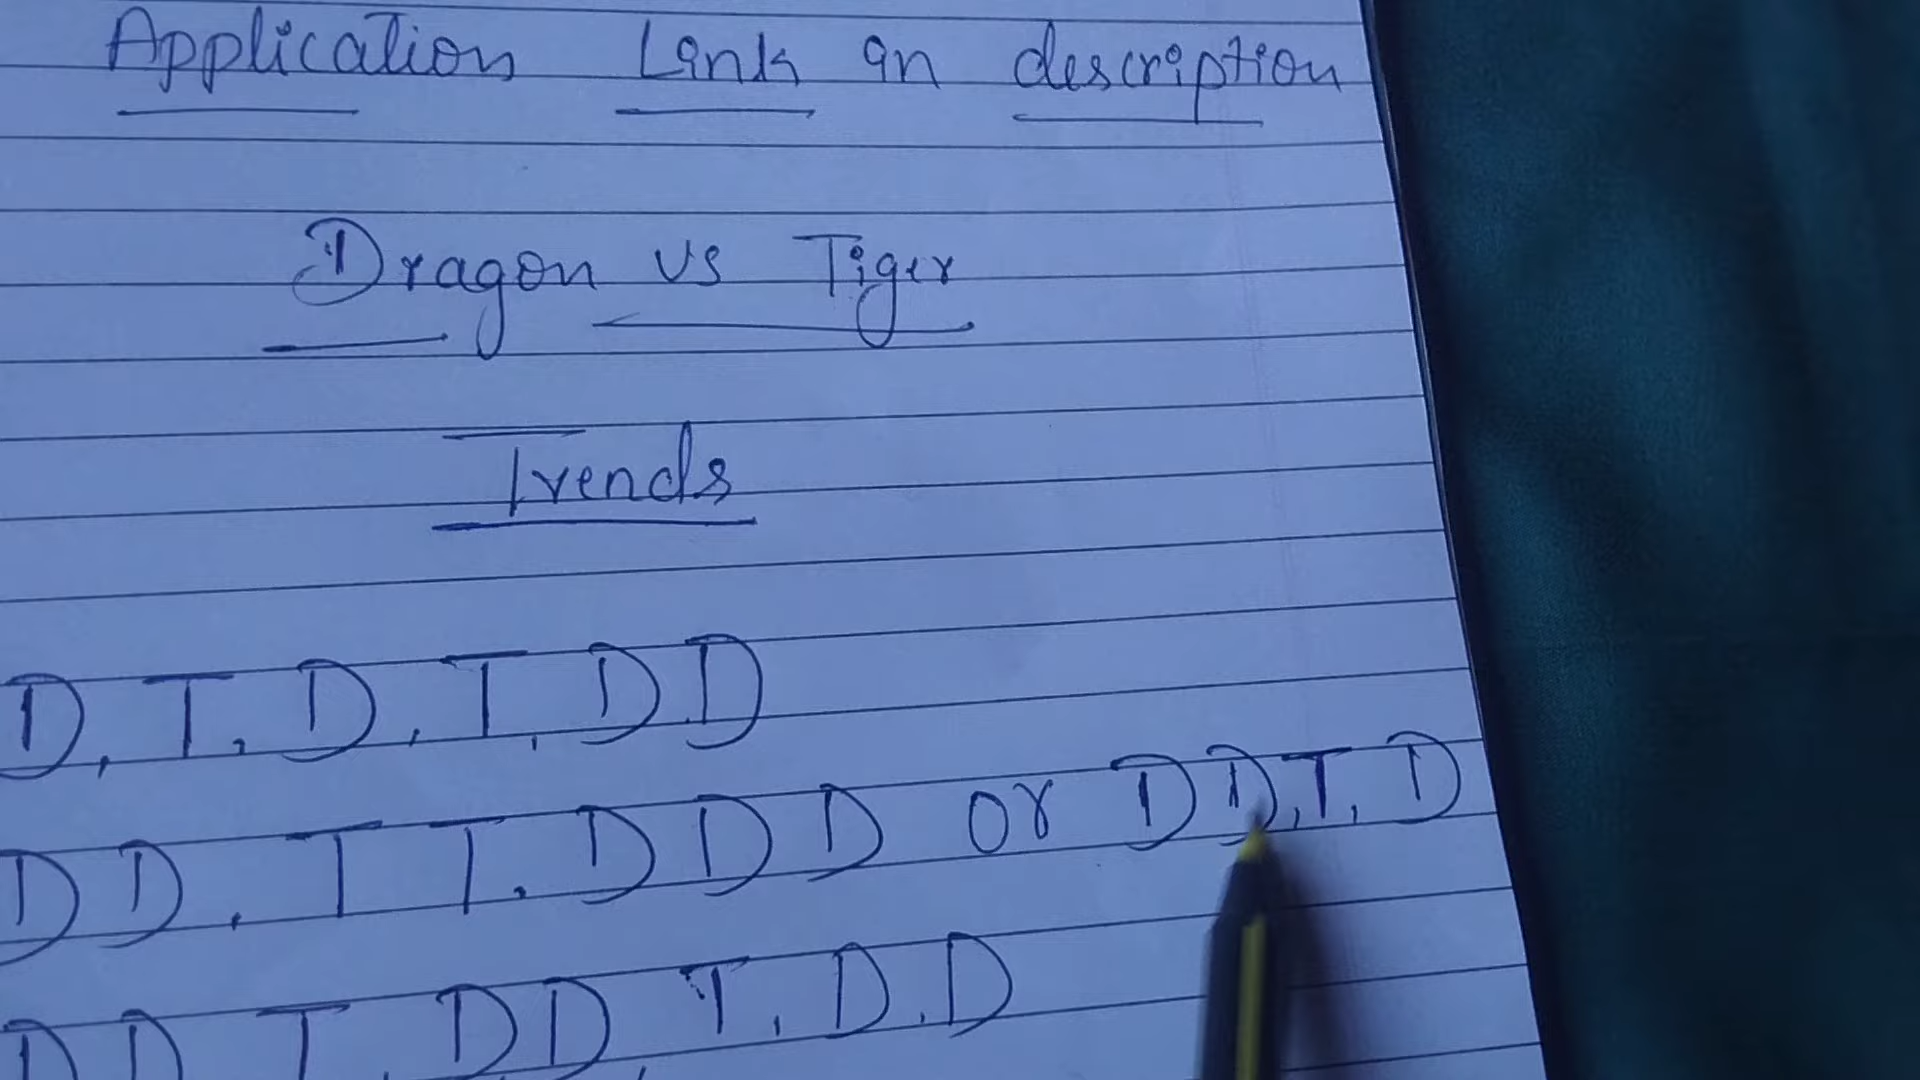 Application Link in description
Dragon vs Tiger
Trends
D, T, D, T, D D
D D, T T, D D D or D D, T, D
D D T, D D, T, D, D